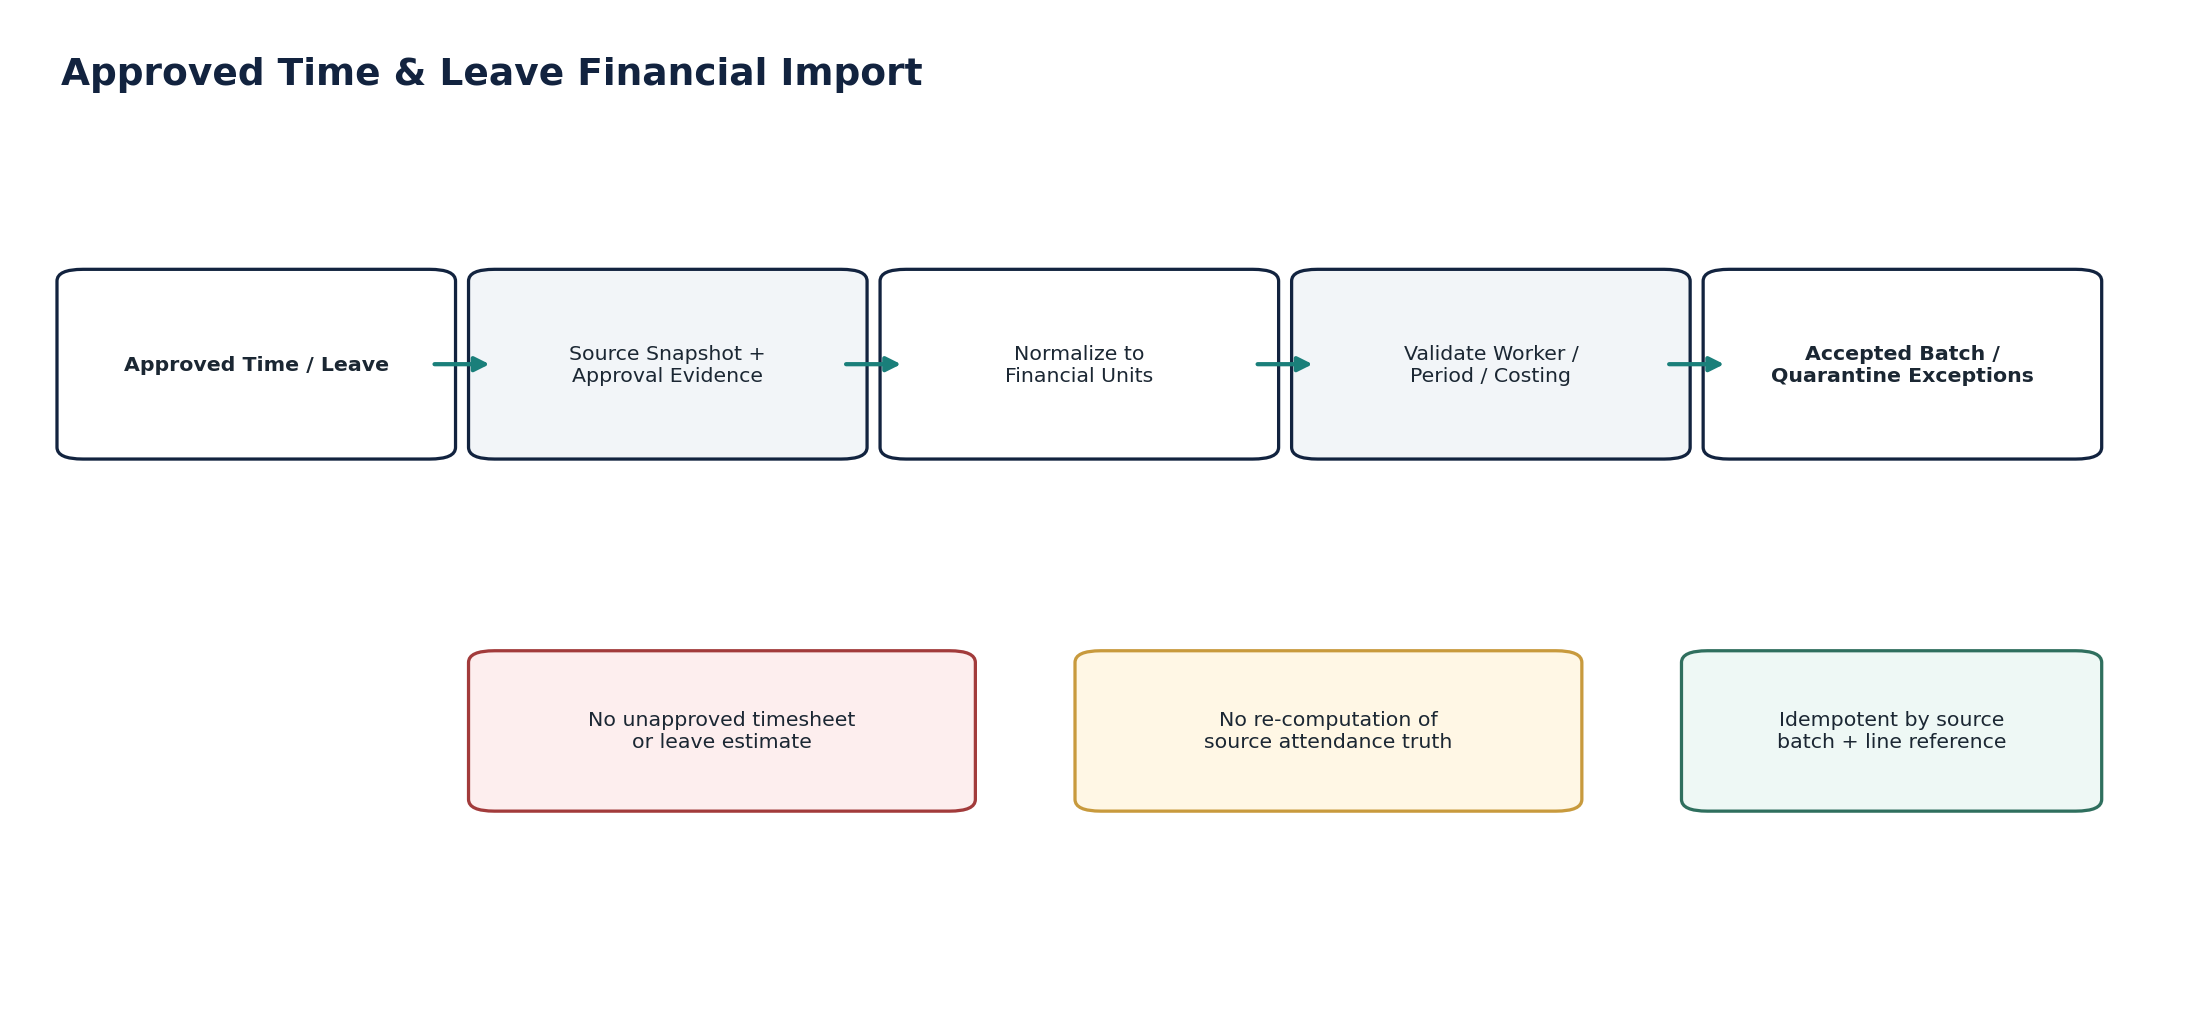 Approved Time & Leave Financial Import
Approved Time / Leave
Source Snapshot +
Approval Evidence
Normalize to
Financial Units
Validate Worker /
Period / Costing
Accepted Batch /
Quarantine Exceptions
No unapproved timesheet
or leave estimate
No re-computation of
source attendance truth
Idempotent by source
batch + line reference